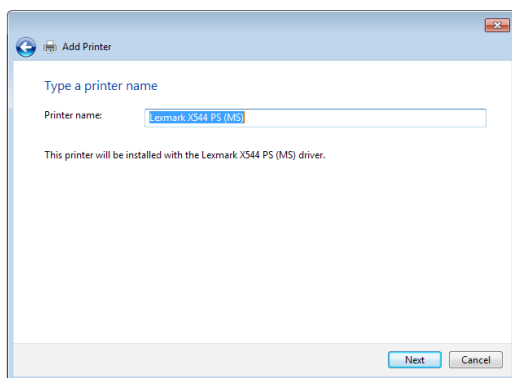 Add Printer
Type a printer name
Printer name: Lexmark X544 PS (MS)
This printer will be installed with the Lexmark X544 PS (MS) driver.
Next Cancel